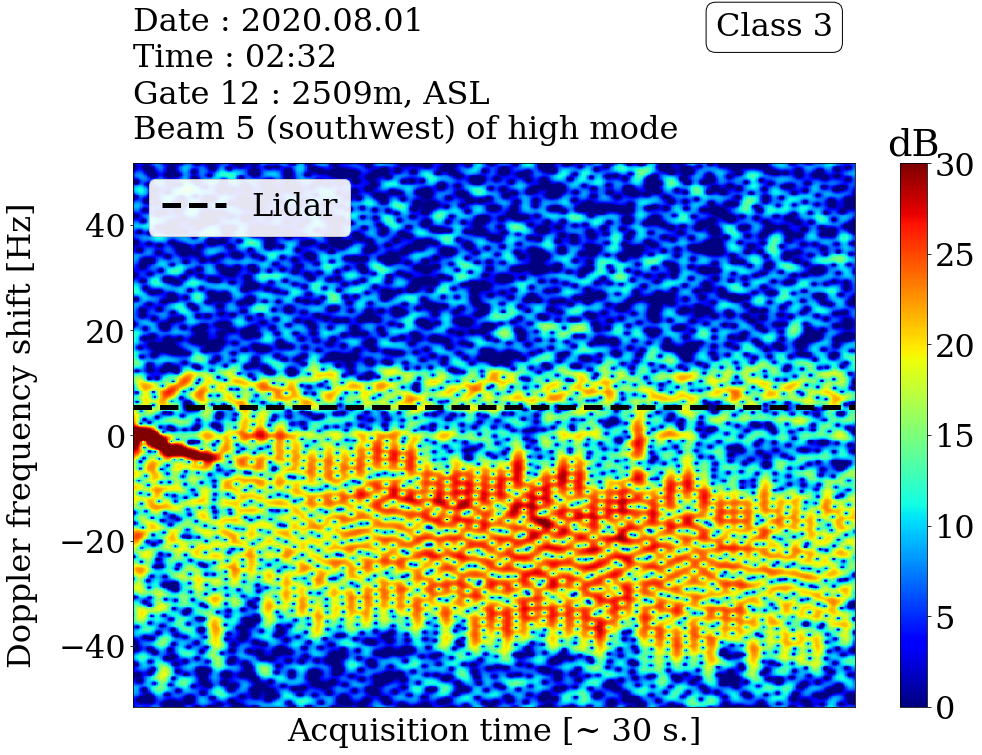 Date : 2020.08.01
Time : 02:32
Gate 12 : 2509m, ASL
Beam 5 (southwest) of high mode
Class 3
dB
Lidar
Doppler frequency shift [Hz]
40
20
0
−20
−40
30
25
20
15
10
5
0
Acquisition time [~ 30 s.]